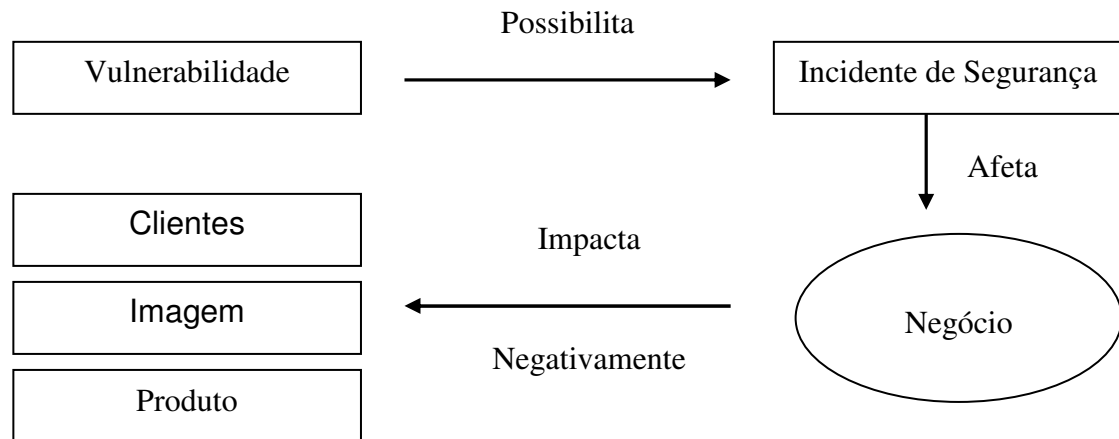 Possibilita
Vulnerabilidade
Incidente de Segurança
Afeta
Clientes
Impacta
Imagem
Negócio
Negativamente
Produto